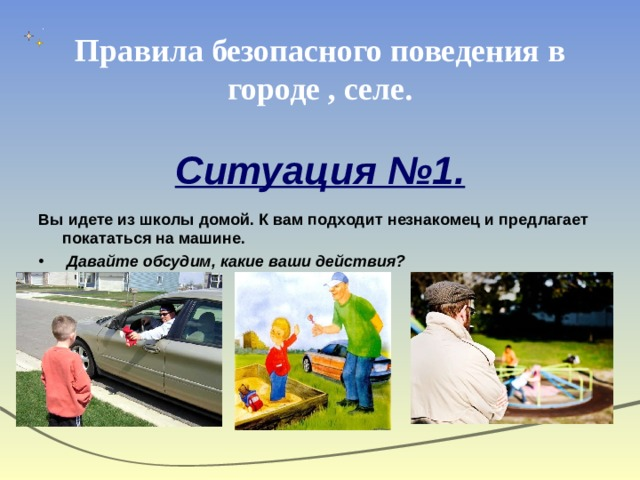 Правила безопасного поведения в
городе , селе.
Ситуация №1.
Вы идете из школы домой. К вам подходит незнакомец и предлагает
покататься на машине.
• Давайте обсудим, какие ваши действия?